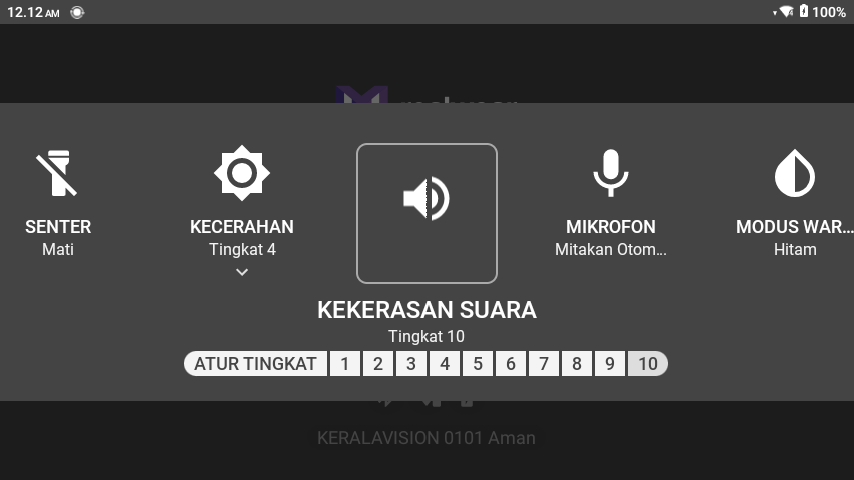 12.12 AM
100%
SENTER
Mati
KECERAHAN
Tingkat 4
KEKERASAN SUARA
Tingkat 10
MIKROFON
Mitakan Otom...
MODUS WAR...
Hitam
ATUR TINGKAT 1 2 3 4 5 6 7 8 9 10
KERALAVISION 0101 Aman